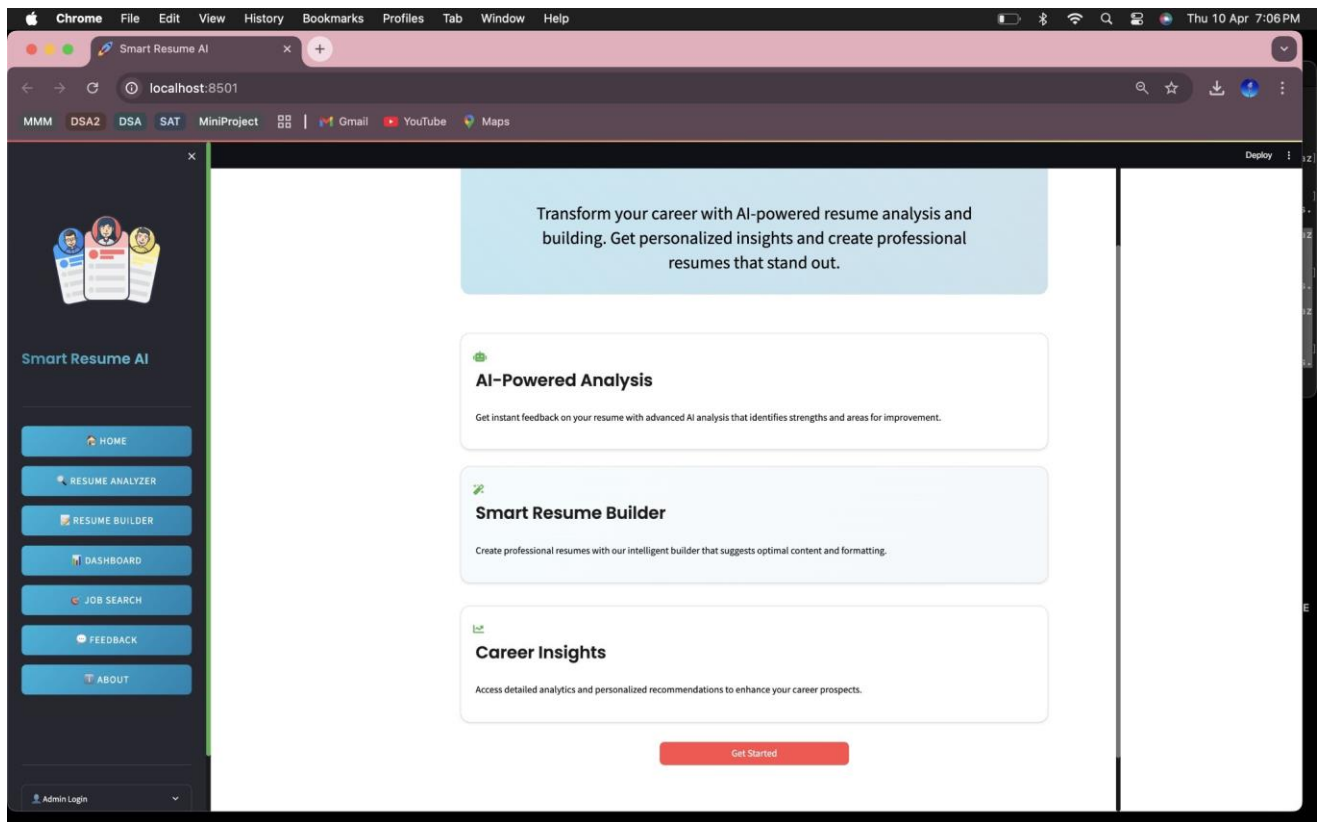 Chrome File Edit View History Bookmarks Profiles Tab Window Help Thu 10 Apr 7:06 PM
Smart Resume AI
localhost:8501
MMM DSA2 DSA SAT MiniProject Gmail YouTube Maps
Deploy
Smart Resume AI
HOME
RESUME ANALYZER
RESUME BUILDER
DASHBOARD
JOB SEARCH
FEEDBACK
ABOUT
Admin Login
Transform your career with AI-powered resume analysis and
building. Get personalized insights and create professional
resumes that stand out.
AI-Powered Analysis
Get instant feedback on your resume with advanced AI analysis that identifies strengths and areas for improvement.
Smart Resume Builder
Create professional resumes with our intelligent builder that suggests optimal content and formatting.
Career Insights
Access detailed analytics and personalized recommendations to enhance your career prospects.
Get Started